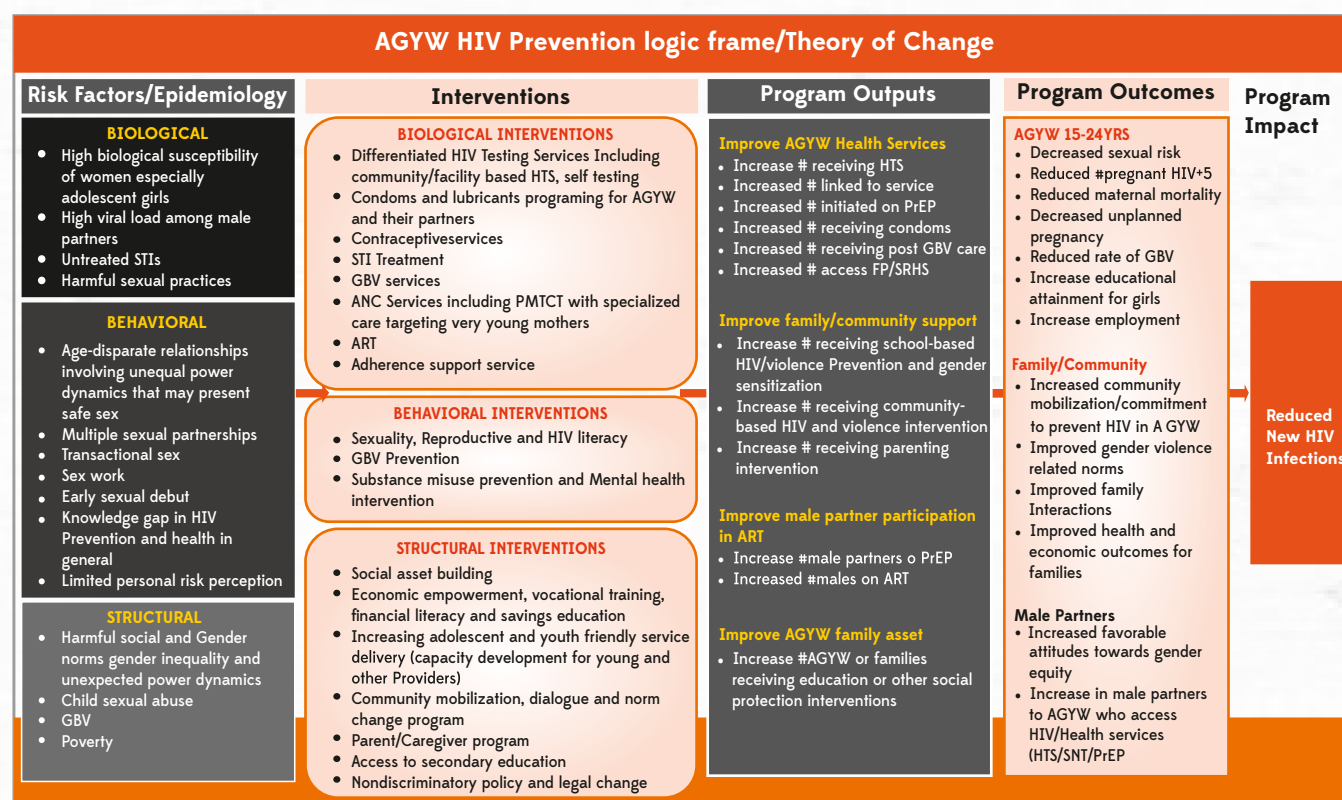 AGYW HIV Prevention logic frame/Theory of Change
Risk Factors/Epidemiology
BIOLOGICAL
High biological susceptibility
of women especially
adolescent girls
High viral load among male
partners
Untreated STIs
Harmful sexual practices
BEHAVIORAL
Age-disparate relationships
involving unequal power
dynamics that may present
safe sex
Multiple sexual partnerships
Transactional sex
Sex work
Early sexual debut
Knowledge gap in HIV
Prevention and health in
general
Limited personal risk perception
STRUCTURAL
Harmful social and Gender
norms gender inequality and
unexpected power dynamics
Child sexual abuse
GBV
Poverty
Interventions
BIOLOGICAL INTERVENTIONS
Differentiated HIV Testing Services Including
community/facility based HTS, self testing
Condoms and lubricants programing for AGYW
and their partners
Contraceptiveservices
STI Treatment
GBV services
ANC Services including PMTCT with specialized
care targeting very young mothers
ART
Adherence support service
BEHAVIORAL INTERVENTIONS
Sexuality, Reproductive and HIV literacy
GBV Prevention
Substance misuse prevention and Mental health
intervention
STRUCTURAL INTERVENTIONS
Social asset building
Economic empowerment, vocational training,
financial literacy and savings education
Increasing adolescent and youth friendly service
delivery (capacity development for young and
other Providers)
Community mobilization, dialogue and norm
change program
Parent/Caregiver program
Access to secondary education
Nondiscriminatory policy and legal change
Program Outputs
Improve AGYW Health Services
Increase # receiving HTS
Increased # linked to service
Increased # initiated on PrEP
Increased # receiving condoms
Increased # receiving post GBV care
Increased # access FP/SRHS
Improve family/community support
Increase # receiving school-based
HIV/violence Prevention and gender
sensitization
Increase # receiving community-
based HIV and violence intervention
Increase # receiving parenting
intervention
Improve male partner participation
in ART
Increase #male partners o PrEP
Increased #males on ART
Improve AGYW family asset
Increase #AGYW or families
receiving education or other social
protection interventions
Program Outcomes
AGYW 15-24YRS
Decreased sexual risk
Reduced #pregnant HIV+5
Reduced maternal mortality
Decreased unplanned
pregnancy
Reduced rate of GBV
Increase educational
attainment for girls
Increase employment
Family/Community
Increased community
mobilization/commitment
to prevent HIV in A GYW
Improved gender violence
related norms
Improved family
Interactions
Improved health and
economic outcomes for
families
Male Partners
Increased favorable
attitudes towards gender
equity
Increase in male partners
to AGYW who access
HIV/Health services
(HTS/SNT/PrEP
Program
Impact
Reduced
New HIV
Infections